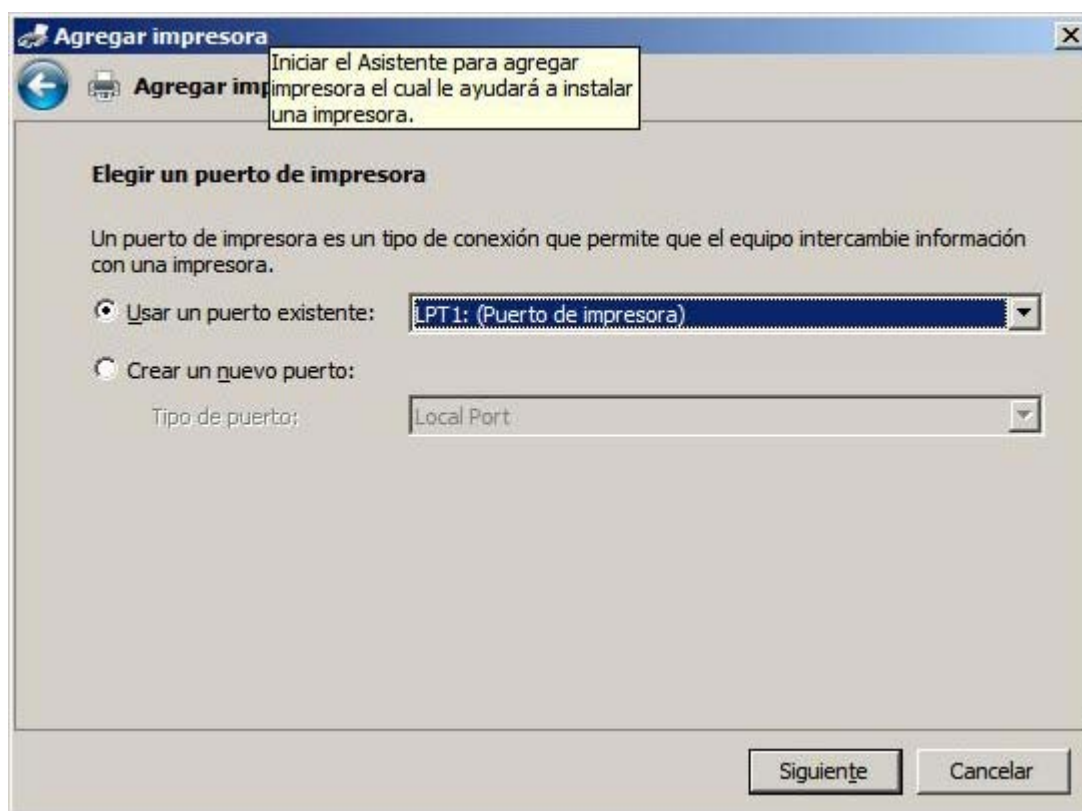 Agregar impresora
Iniciar el Asistente para agregar
impresora el cual le ayudará a instalar
una impresora.
Agregar imp
Elegir un puerto de impresora
Un puerto de impresora es un tipo de conexión que permite que el equipo intercambie información
con una impresora.
Usar un puerto existente: LPT1: (Puerto de impresora)
Crear un nuevo puerto:
Tipo de puerto: Local Port
Siguiente Cancelar